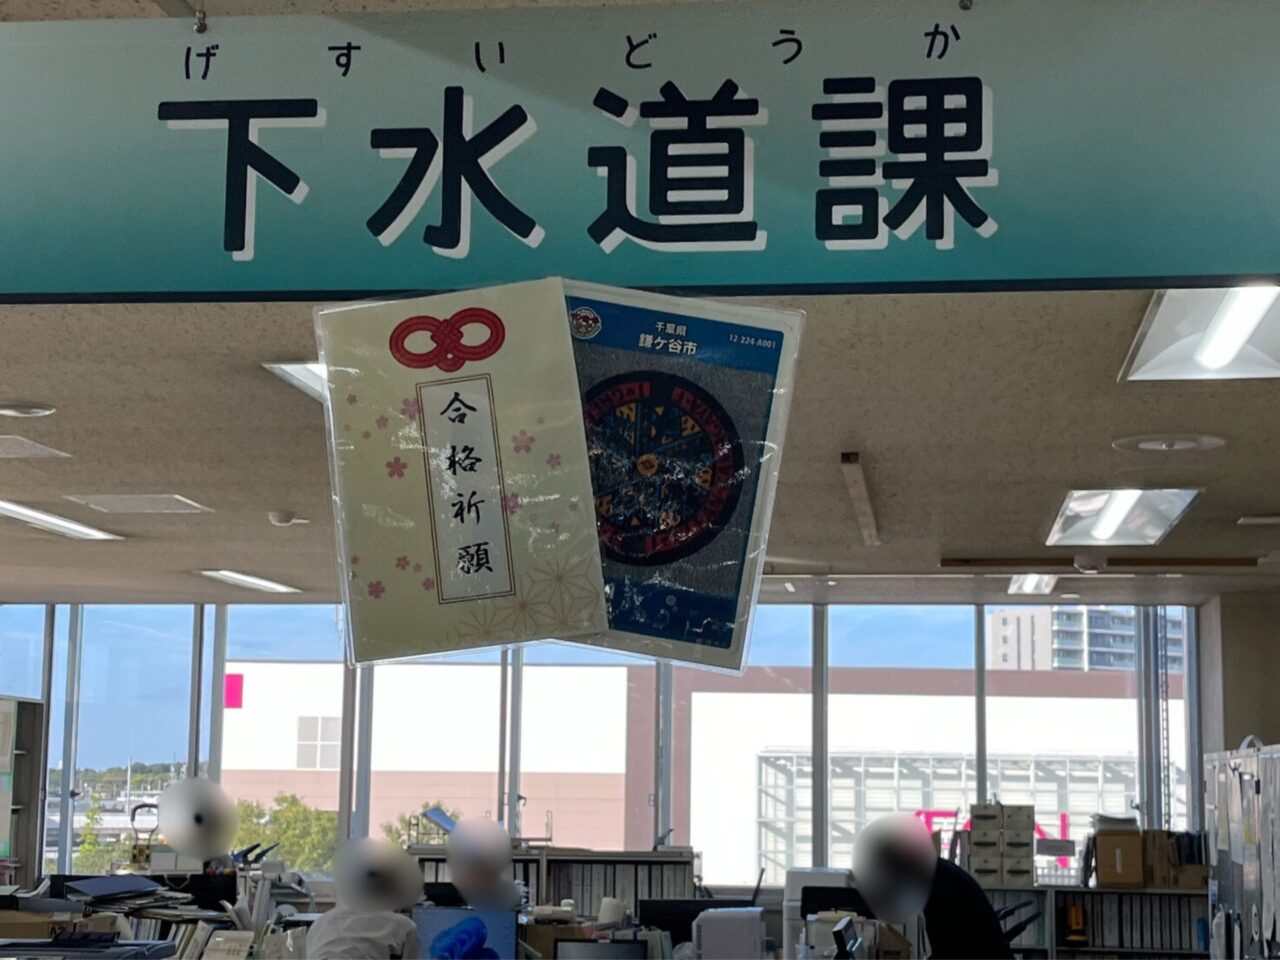 げすいどうか
下水道課
千葉県
鎌ケ谷市
12-224-A001
合格祈願